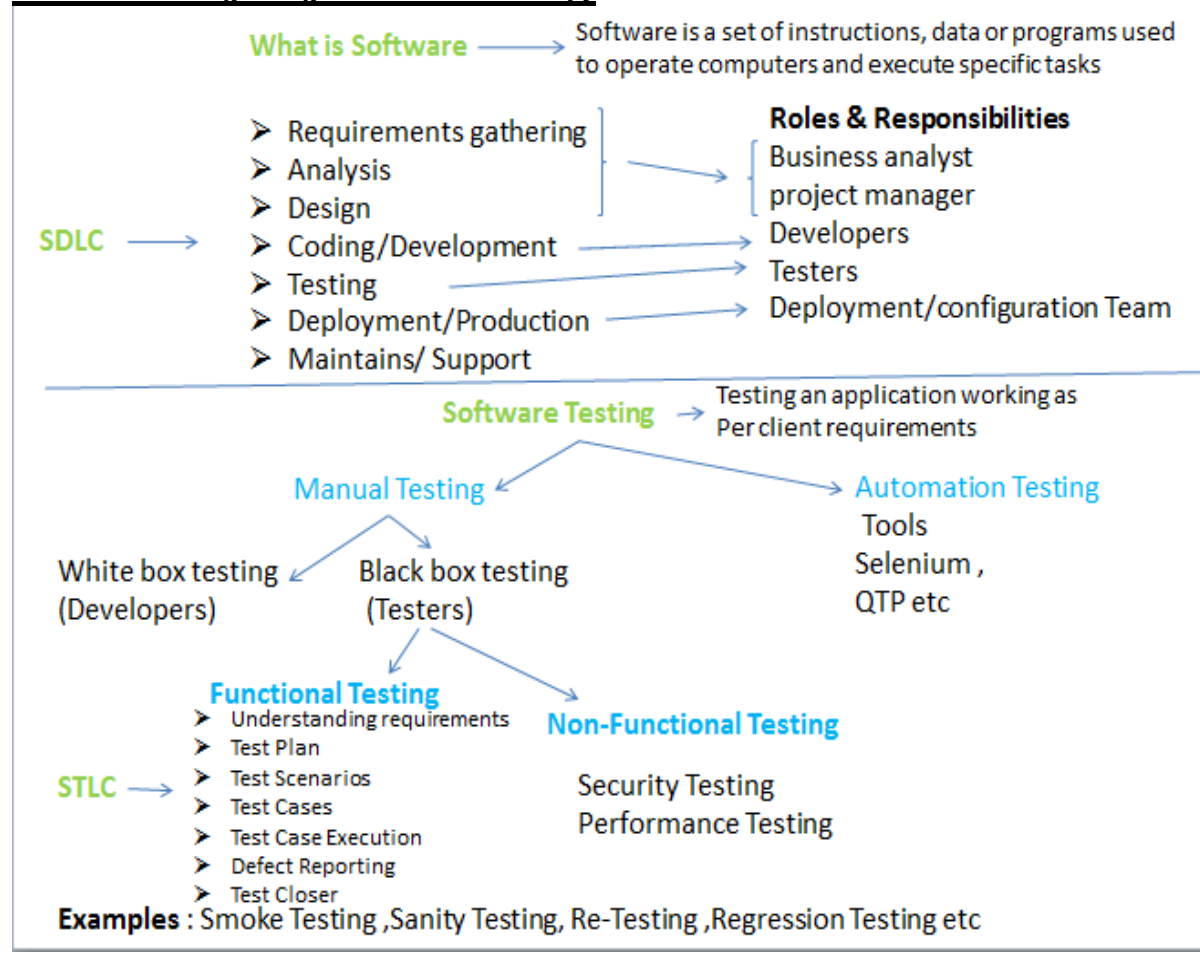 What is Software
Software is a set of instructions, data or programs used
to operate computers and execute specific tasks
SDLC
➤ Requirements gathering
➤ Analysis
➤ Design
➤ Coding/Development
➤ Testing
➤ Deployment/Production
➤ Maintains/ Support
Roles & Responsibilities
Business analyst
project manager
Developers
Testers
Deployment/configuration Team
Software Testing
Testing an application working as
Per client requirements
Manual Testing
Automation Testing
Tools
Selenium ,
QTP etc
White box testing
(Developers)
Black box testing
(Testers)
Functional Testing
STLC
➤ Understanding requirements
➤ Test Plan
➤ Test Scenarios
➤ Test Cases
➤ Test Case Execution
➤ Defect Reporting
➤ Test Closer
Non-Functional Testing
Security Testing
Performance Testing
Examples : Smoke Testing ,Sanity Testing, Re-Testing ,Regression Testing etc